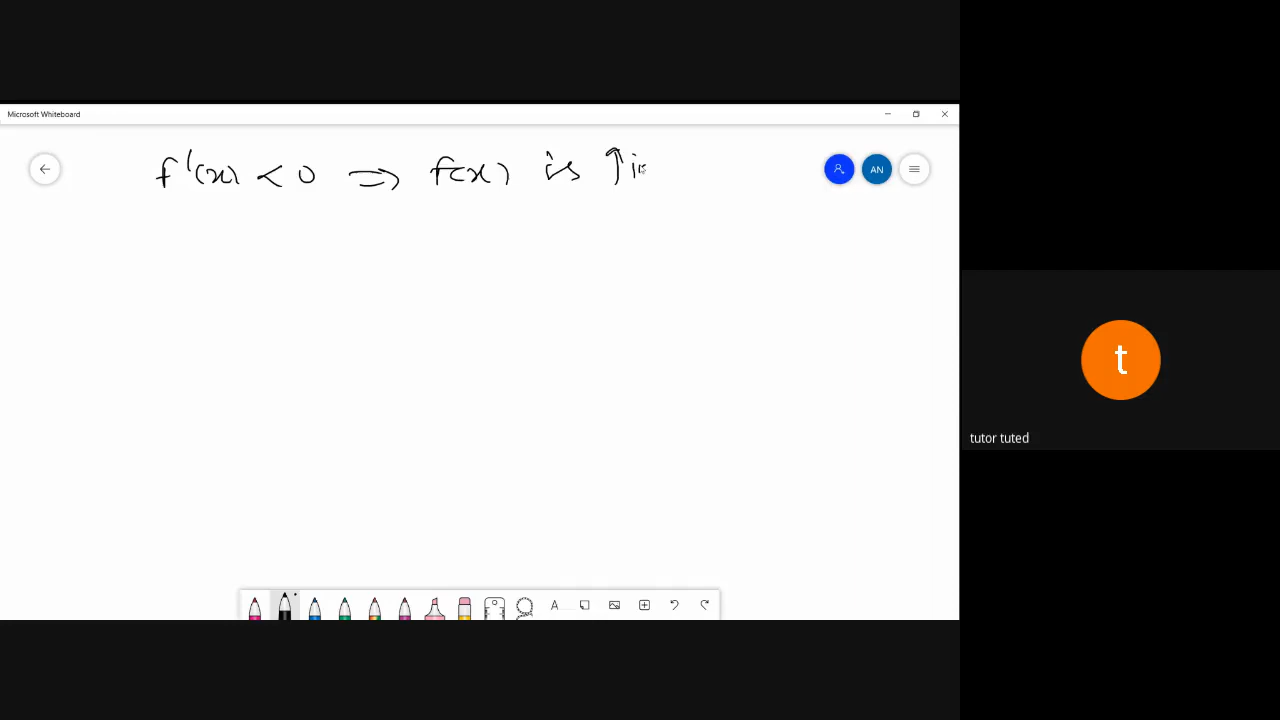 Microsoft Whiteboard
f'(x) < 0 ⇒ f(x) is ↑ i
AN
t
tutor tuted
A